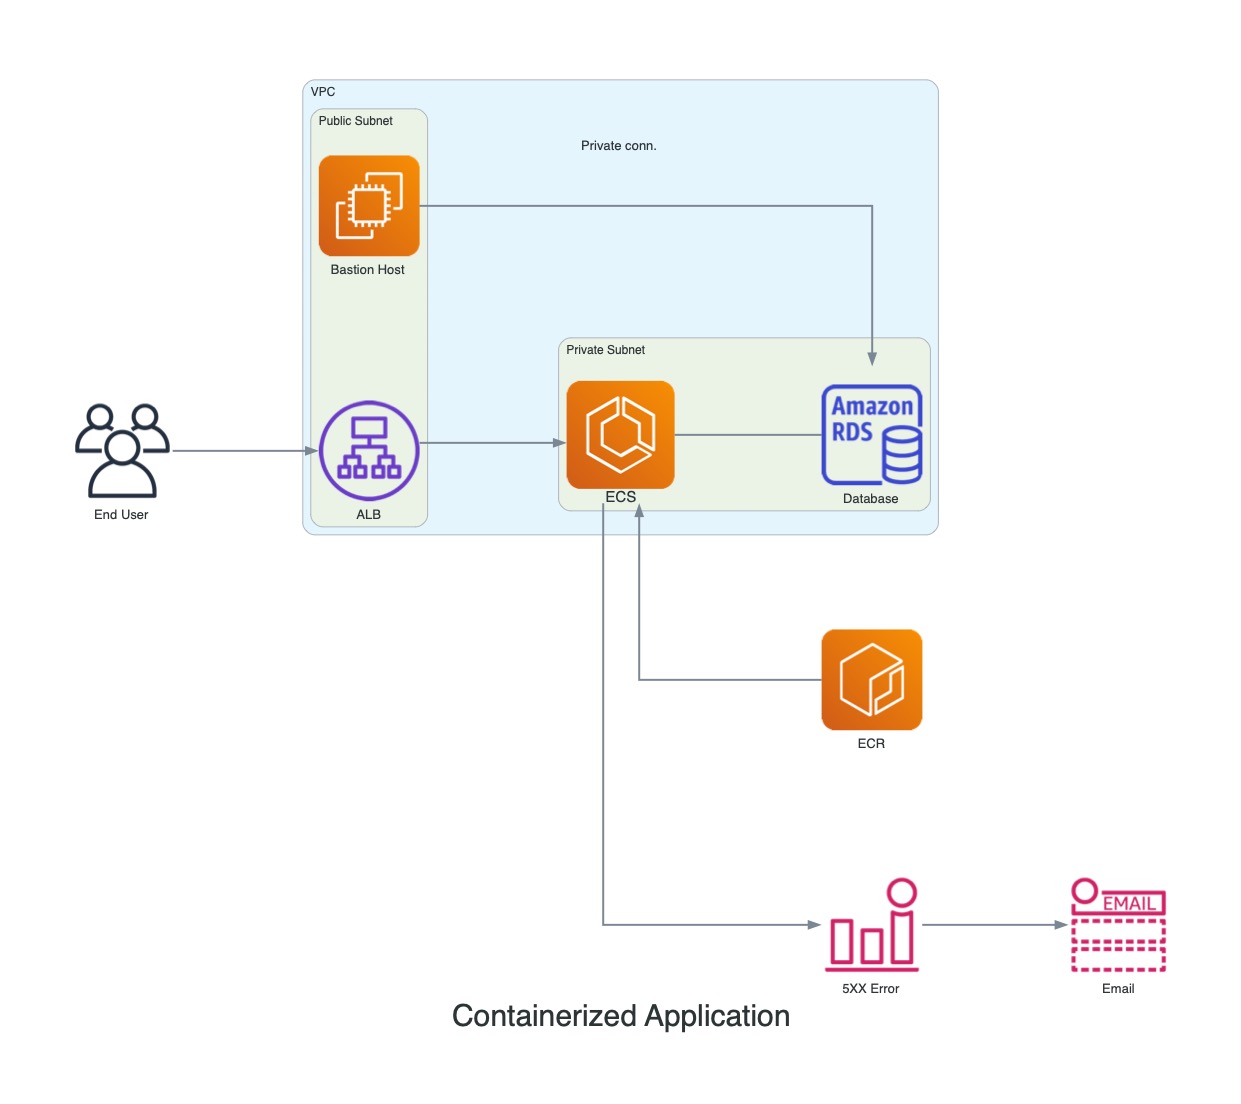 VPC
Public Subnet
Private conn.
Bastion Host
Private Subnet
Amazon
RDS
ECS
Database
End User
ALB
ECR
EMAIL
5XX Error
Email
Containerized Application